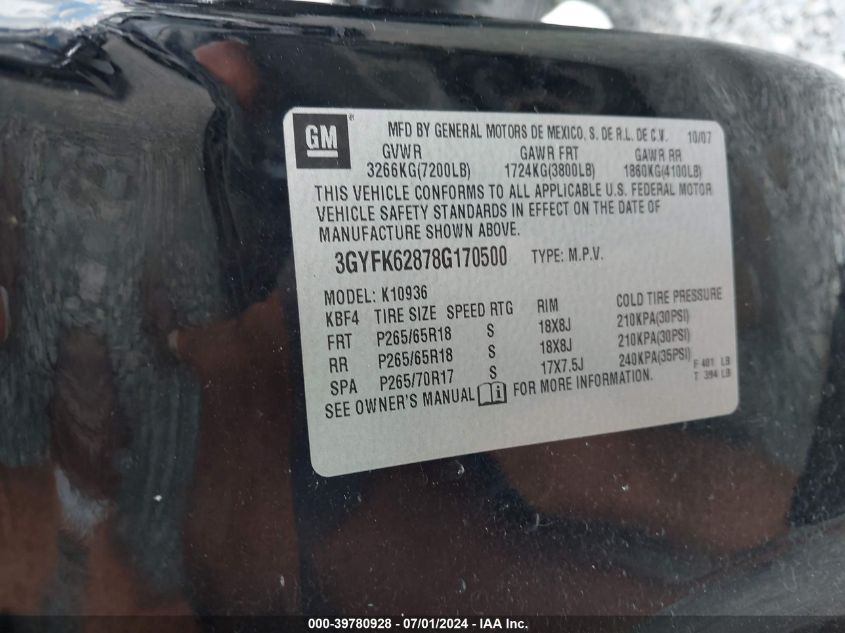 GM ®
MFD BY GENERAL MOTORS DE MEXICO, S. DE R.L. DE C.V. 10/07
GVWR GAWR FRT GAWR RR
3266KG(7200LB) 1724KG(3800LB) 1860KG(4100LB)
THIS VEHICLE CONFORMS TO ALL APPLICABLE U.S. FEDERAL MOTOR
VEHICLE SAFETY STANDARDS IN EFFECT ON THE DATE OF
MANUFACTURE SHOWN ABOVE.
3GYFK62878G170500 TYPE: M.P.V.
MODEL: K10936
KBF4 TIRE SIZE SPEED RTG RIM COLD TIRE PRESSURE
FRT P265/65R18 S 18X8J 210KPA(30PSI)
RR P265/65R18 S 18X8J 210KPA(30PSI)
SPA P265/70R17 S 17X7.5J 240KPA(35PSI)
F 401 LB
SEE OWNER'S MANUAL i FOR MORE INFORMATION. T 394 LB
000-39780928 - 07/01/2024 - IAA Inc.